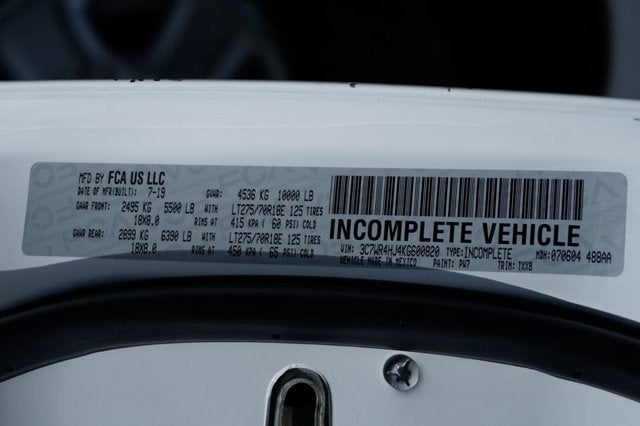 MFD BY FCA US LLC
DATE OF MFR(BUILT): 7-19 GVWR: 4536 KG 10000 LB
GAWR FRONT: 2495 KG 5500 LB WITH LT275/70R18E 125 TIRES
18X8.0 RIMS AT 415 KPA ( 60 PSI) COLD
GAWR REAR: 2899 KG 6390 LB WITH LT275/70R18E 125 TIRES
18X8.0 RIMS AT 450 KPA ( 65 PSI) COLD
INCOMPLETE VEHICLE
VIN: 3C7WR4HJ4KG600820 TYPE: INCOMPLETE MDH: 070604 488AA
VEHICLE MADE IN MEXICO PAINT: PW7 TRIM: TXX8